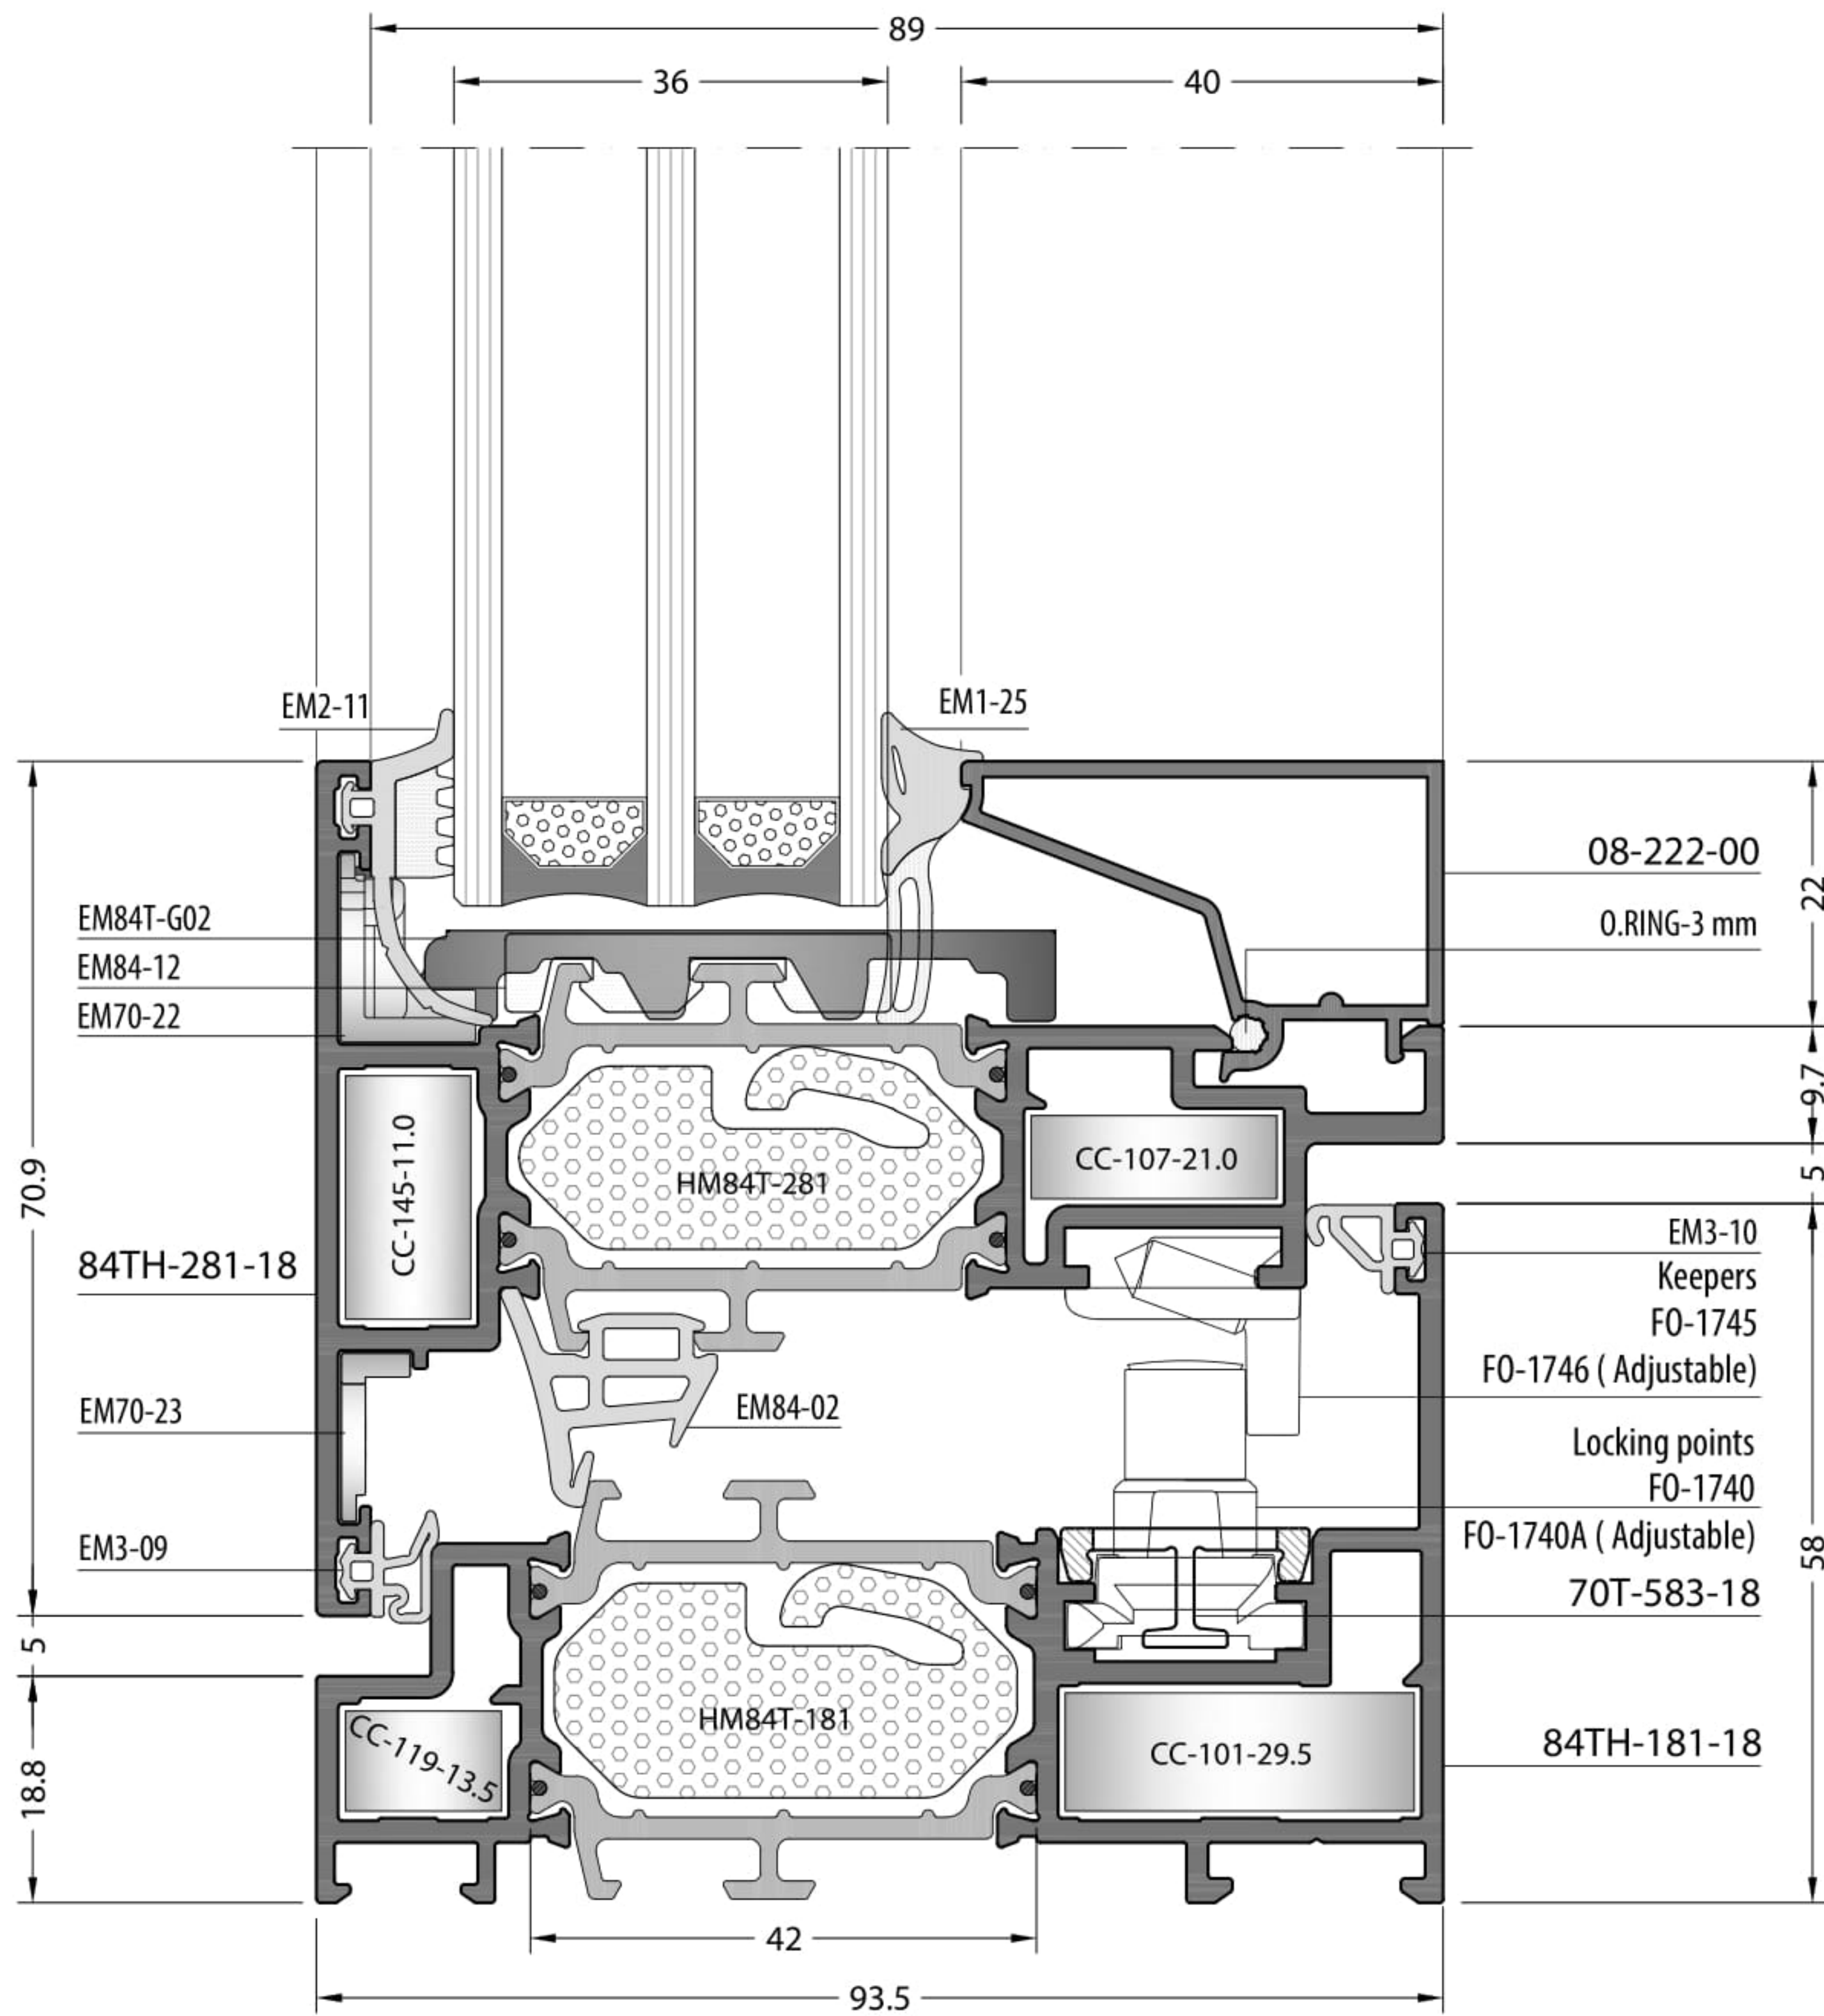 89
36
40
EM2-11
EM1-25
08-222-00
22
EM84T-G02
O.RING-3 mm
EM84-12
EM70-22
9.7
CC-145-11.0
CC-107-21.0
HM84T-281
5
70.9
EM3-10
84TH-281-18
Keepers
FO-1745
FO-1746 ( Adjustable)
EM70-23
EM84-02
Locking points
FO-1740
FO-1740A ( Adjustable)
EM3-09
58
70T-583-18
5
HM84T-181
CC-119-13.5
CC-101-29.5
84TH-181-18
18.8
42
93.5